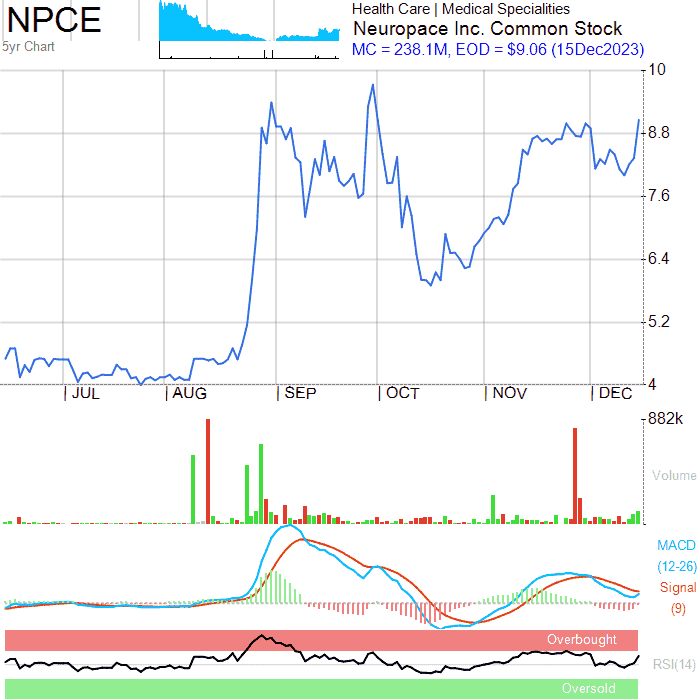 NPCE
5yr Chart
Health Care | Medical Specialities
Neuropace Inc. Common Stock
MC = 238.1M, EOD = $9.06 (15Dec2023)
10
8.8
7.6
6.4
5.2
4
JUL AUG SEP OCT NOV DEC
882k
Volume
MACD
(12-26)
Signal
(9)
Overbought
RSI(14)
Oversold